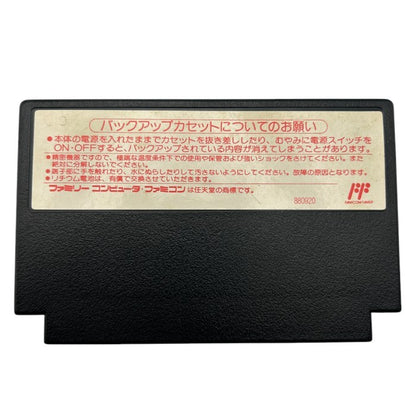 バックアップカセットについてのお願い
●本体の電源を入れたままでカセットを抜き差ししたり、むやみに電源スイッチを
ON・OFFすると、バックアップされている内容が消えてしまうことがあります。
●精密機器ですので、極端な温度条件下での使用や保管および強いショックをさけてください。また
絶対に分解しないでください。
●端子部に手を触れたり、水にぬらしたりして汚さないようにしてください。故障の原因となります。
●リチウム電池は、有償で交換させていただきます。
ファミリーコンピュータ・ファミコンは任天堂の商標です。
FAMICOM FAMILY
880920